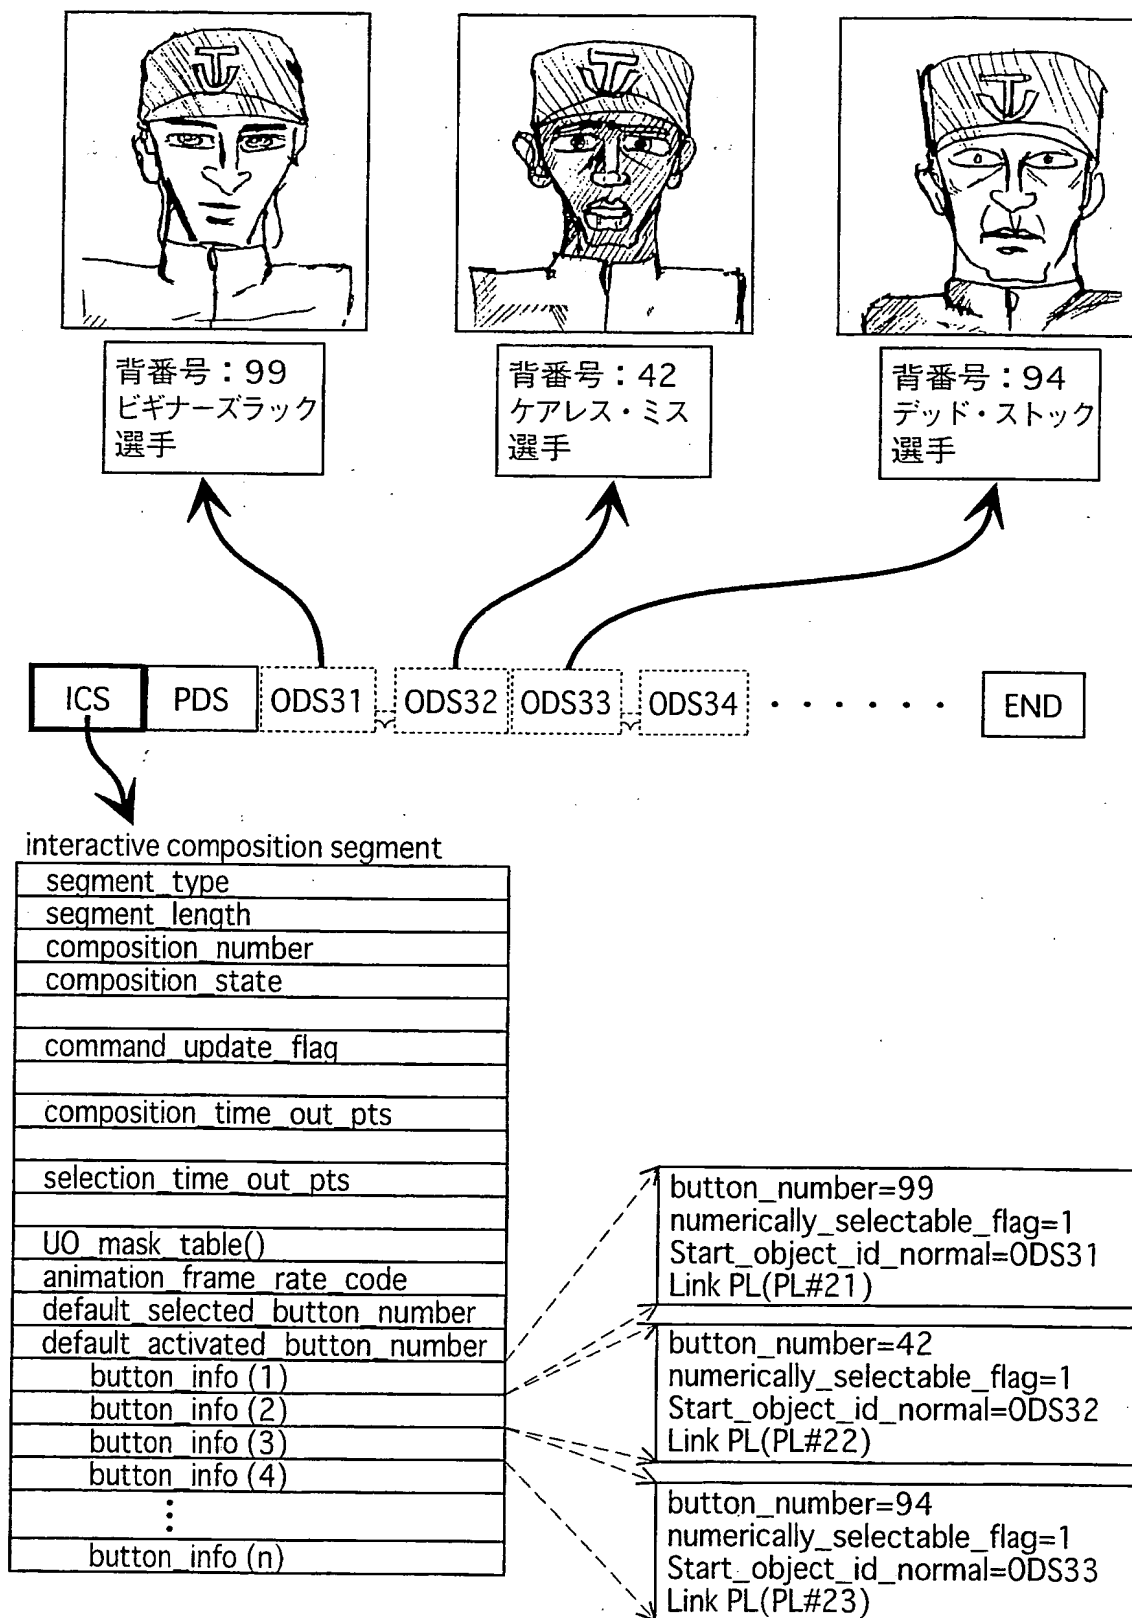 背番号：99
ビギナーズラック
選手
背番号：42
ケアレス・ミス
選手
背番号：94
デッド・ストック
選手
ICS
PDS
ODS31
ODS32
ODS33
ODS34
・・・・・・・
END
interactive composition segment
segment_type
segment_length
composition_number
composition_state
command_update_flag
composition_time_out_pts
selection_time_out_pts
UO_mask_table()
animation_frame_rate_code
default_selected_button_number
default_activated_button_number
button_info (1)
button_info (2)
button_info (3)
button_info (4)
⋮
button_info (n)
button_number=99
numerically_selectable_flag=1
Start_object_id_normal=ODS31
Link PL(PL#21)
button_number=42
numerically_selectable_flag=1
Start_object_id_normal=ODS32
Link PL(PL#22)
button_number=94
numerically_selectable_flag=1
Start_object_id_normal=ODS33
Link PL(PL#23)